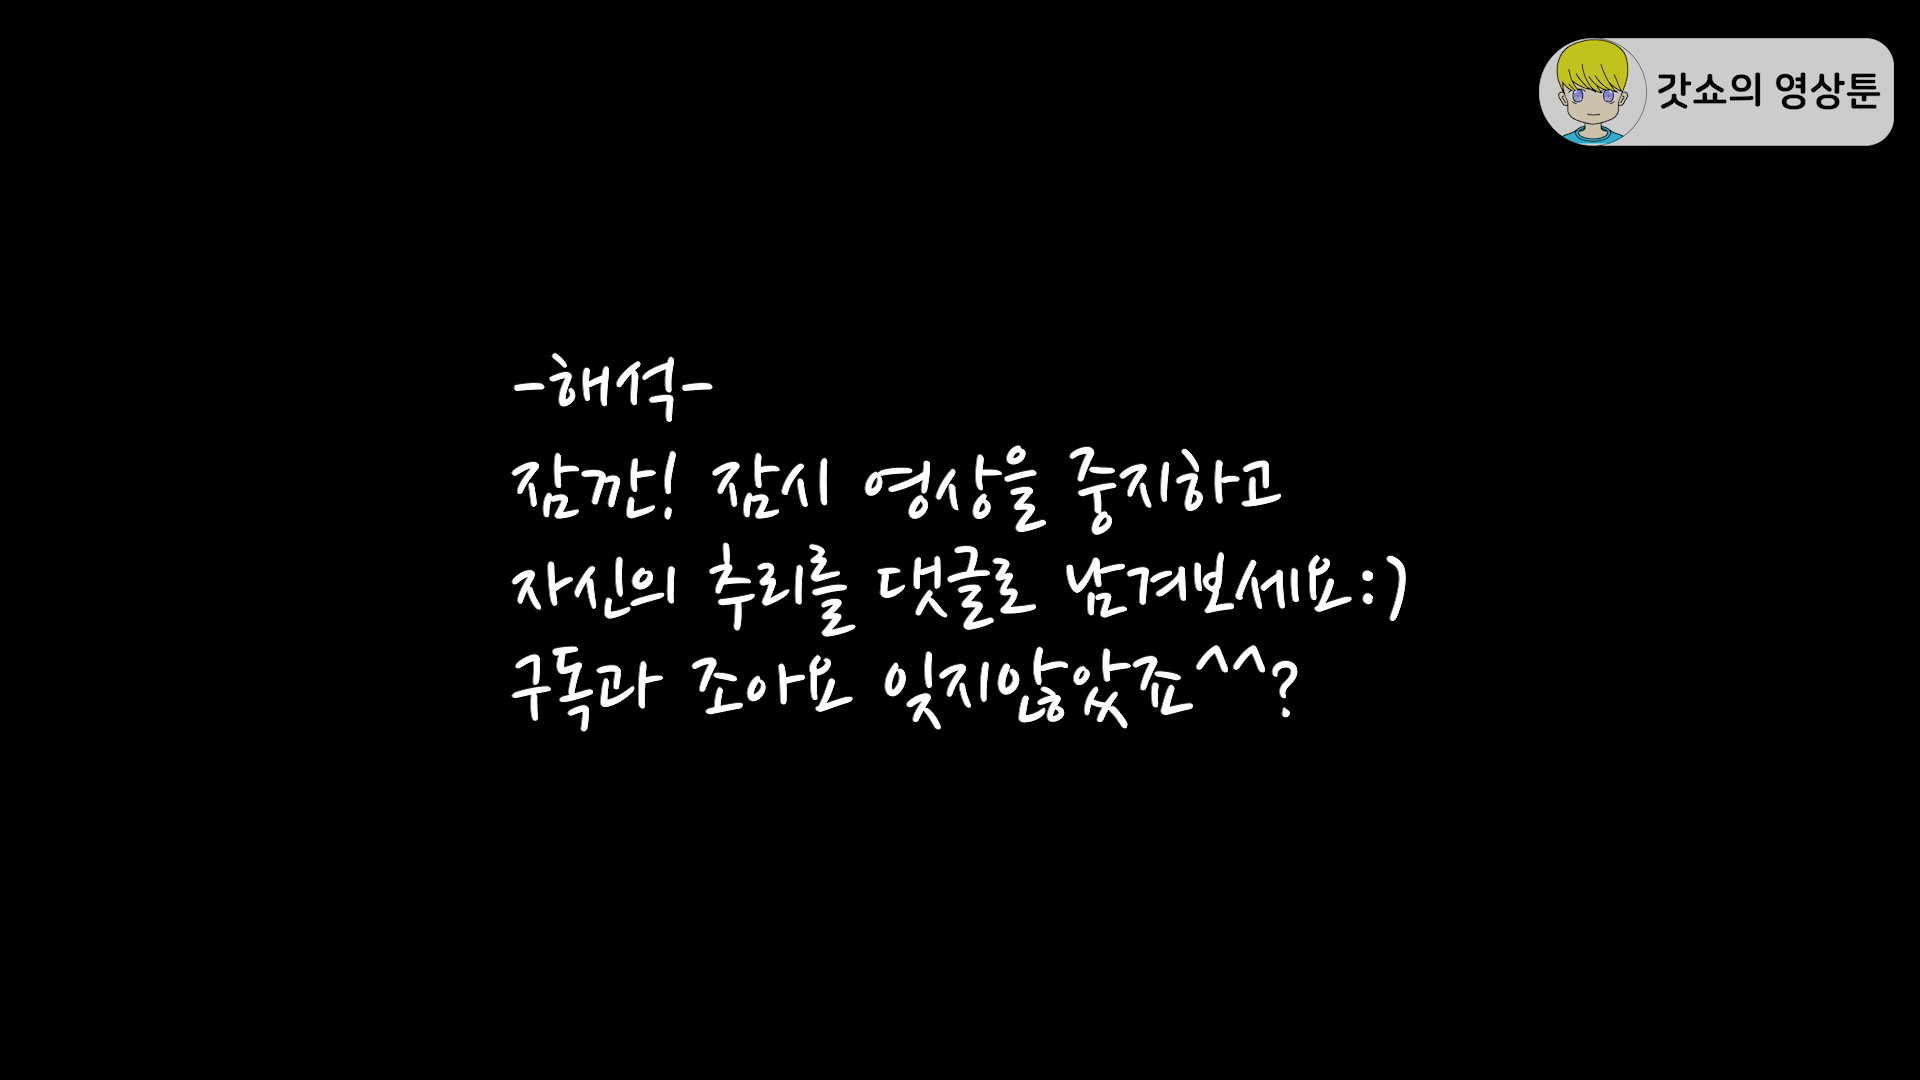 갓쇼의 영상툰
-해석-
잠깐! 잠시 영상을 중지하고
자신의 추리를 댓글로 남겨보세요:)
구독과 조아요 잊지않았죠^^?